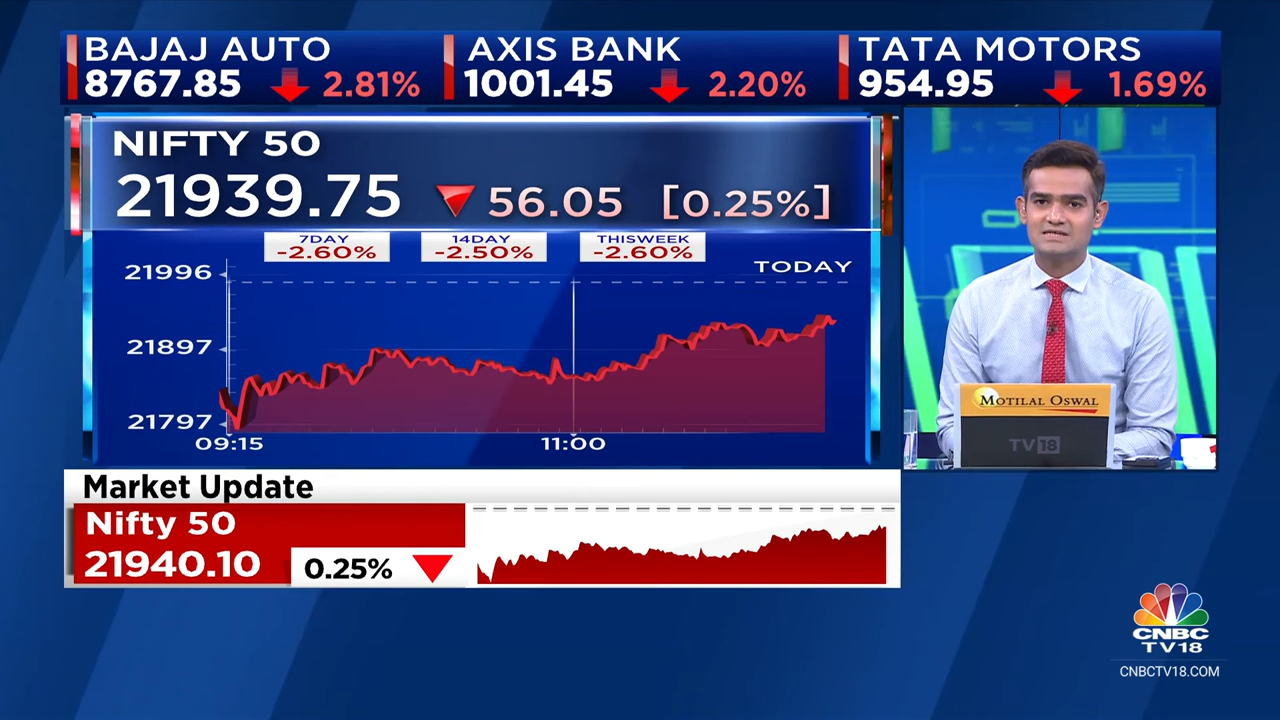 BAJAJ AUTO
8767.85 2.81%
AXIS BANK
1001.45 2.20%
TATA MOTORS
954.95 1.69%
NIFTY 50
21939.75 56.05 [0.25%]
7DAY
-2.60%
14DAY
-2.50%
THISWEEK
-2.60%
TODAY
21996
21897
21797
09:15 11:00
MOTILAL OSWAL
TV18
Market Update
Nifty 50
21940.10 0.25%
CNBC
TV18
CNBCTV18.COM